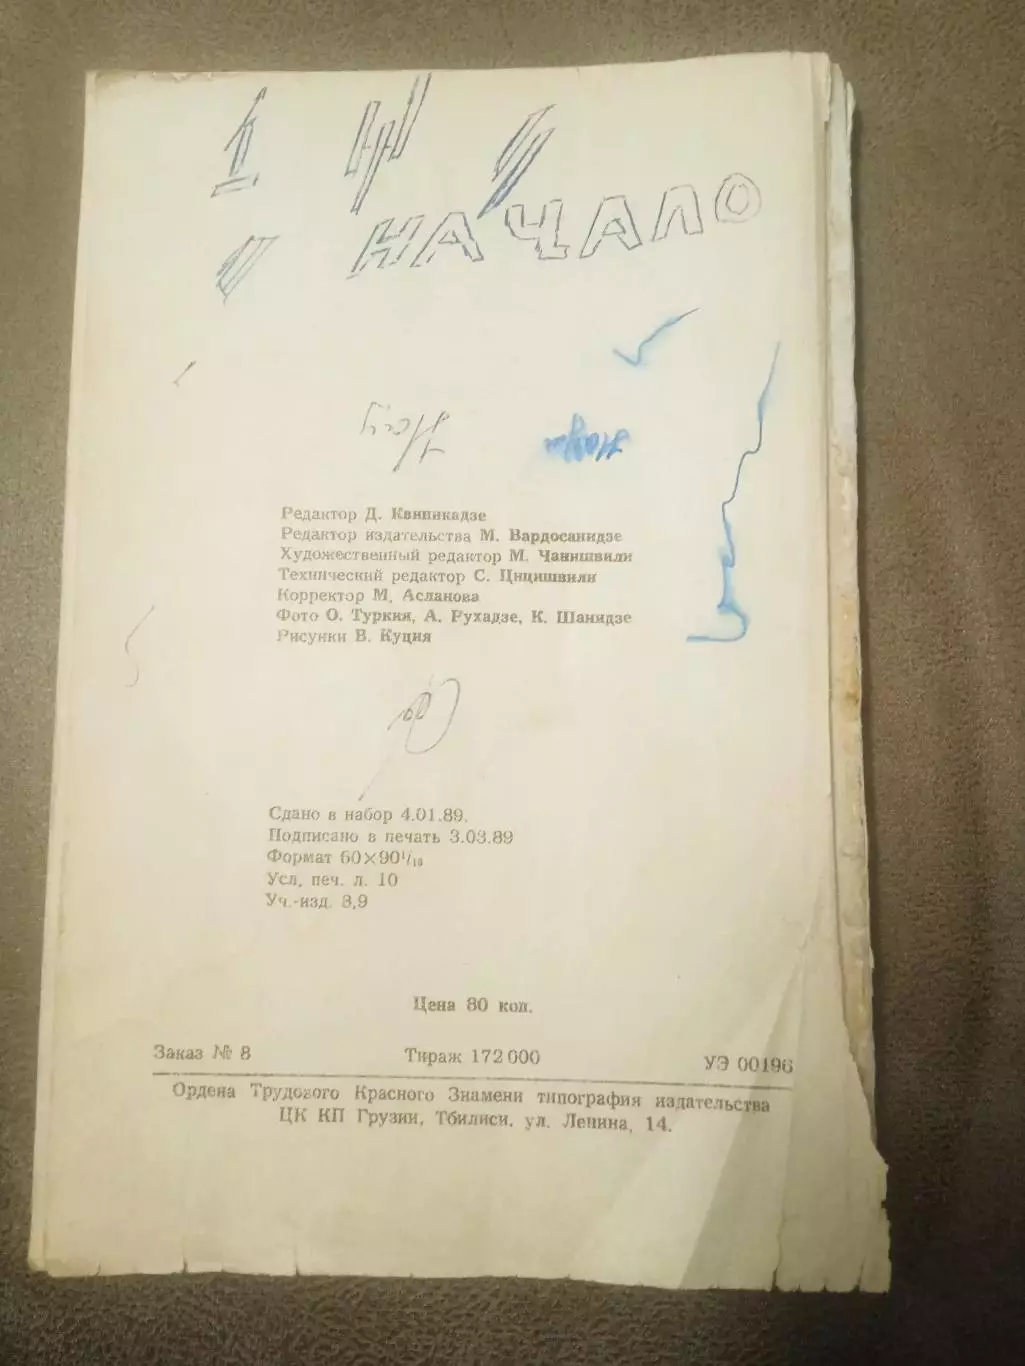 НАЧАЛО
Редактор Д. Квипикадзе
Редактор издательства М. Вардосанидзе
Художественный редактор М. Чанишвили
Технический редактор С. Цицишвили
Корректор М. Асланова
Фото О. Туркия, А. Рухадзе, К. Шанидзе
Рисунки В. Куция
Сдано в набор 4.01.89.
Подписано в печать 3.03.89
Формат 60×90¹/₁₆
Усл. печ. л. 10
Уч.-изд. 8,9
Цена 80 коп.
Заказ № 8 Тираж 172 000 УЭ 00196
Ордена Трудового Красного Знамени типография издательства
ЦК КП Грузии, Тбилиси, ул. Ленина, 14.